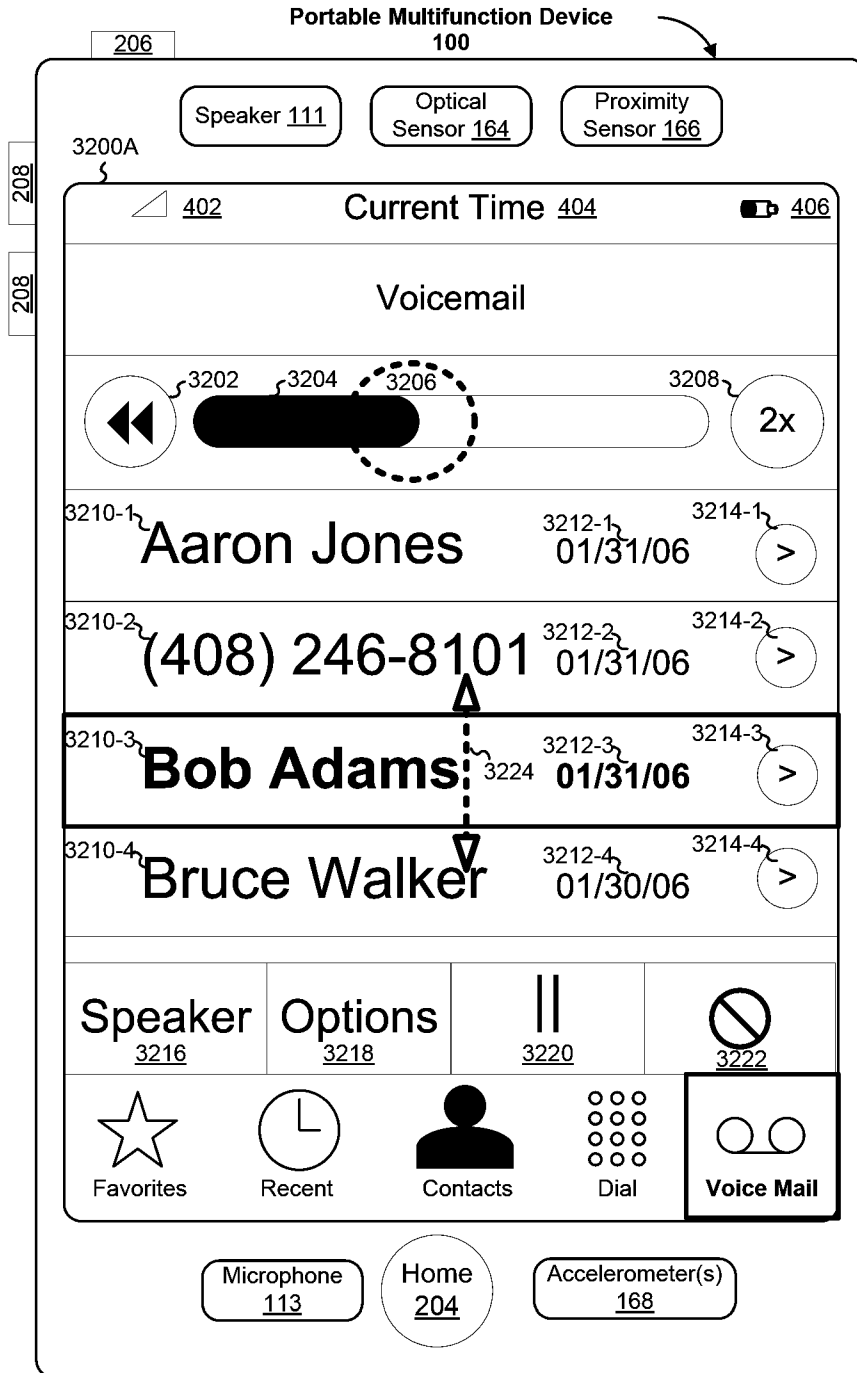 Portable Multifunction Device
100
206
Speaker 111
Optical
Sensor 164
Proximity
Sensor 166
3200A
208
208
402
Current Time 404
406
Voicemail
3202
3204
3206
3208
2x
3210-1
Aaron Jones
3212-1
01/31/06
3214-1
>
3210-2
(408) 246-8101
3212-2
01/31/06
3214-2
>
3210-3
Bob Adams
3224
3212-3
01/31/06
3214-3
>
3210-4
Bruce Walker
3212-4
01/30/06
3214-4
>
Speaker
3216
Options
3218
3220
3222
Favorites
Recent
Contacts
Dial
Voice Mail
Microphone
113
Home
204
Accelerometer(s)
168